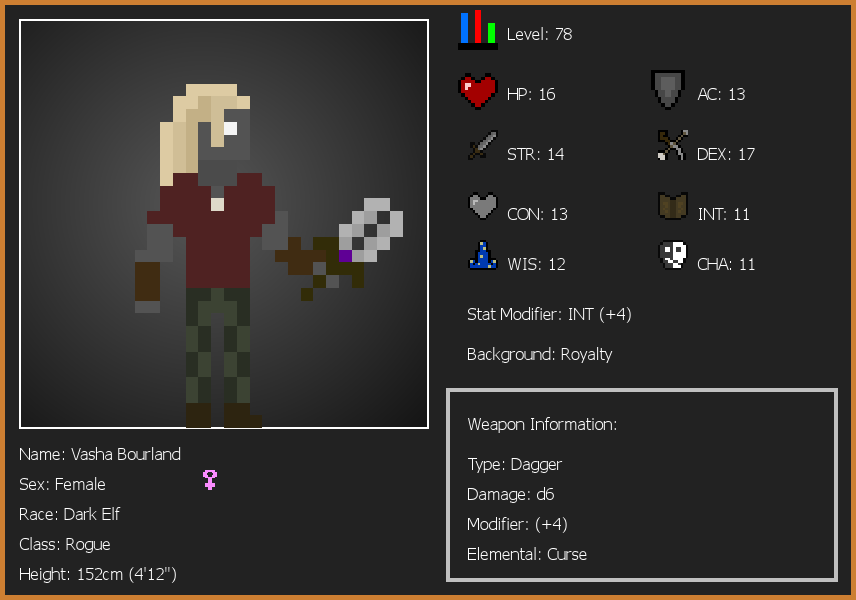 Level: 78
HP: 16
AC: 13
STR: 14
DEX: 17
CON: 13
INT: 11
WIS: 12
CHA: 11
Stat Modifier: INT (+4)
Background: Royalty
Weapon Information:
Type: Dagger
Damage: d6
Modifier: (+4)
Elemental: Curse
Name: Vasha Bourland
Sex: Female
Race: Dark Elf
Class: Rogue
Height: 152cm (4'12")